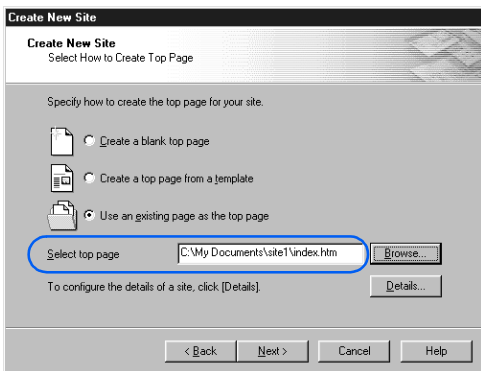 Create New Site
Create New Site
Select How to Create Top Page
Specify how to create the top page for your site.
Create a blank top page
Create a top page from a template
Use an existing page as the top page
Select top page C:\My Documents\site1\index.htm Browse...
To configure the details of a site, click [Details]. Details...
< Back Next > Cancel Help